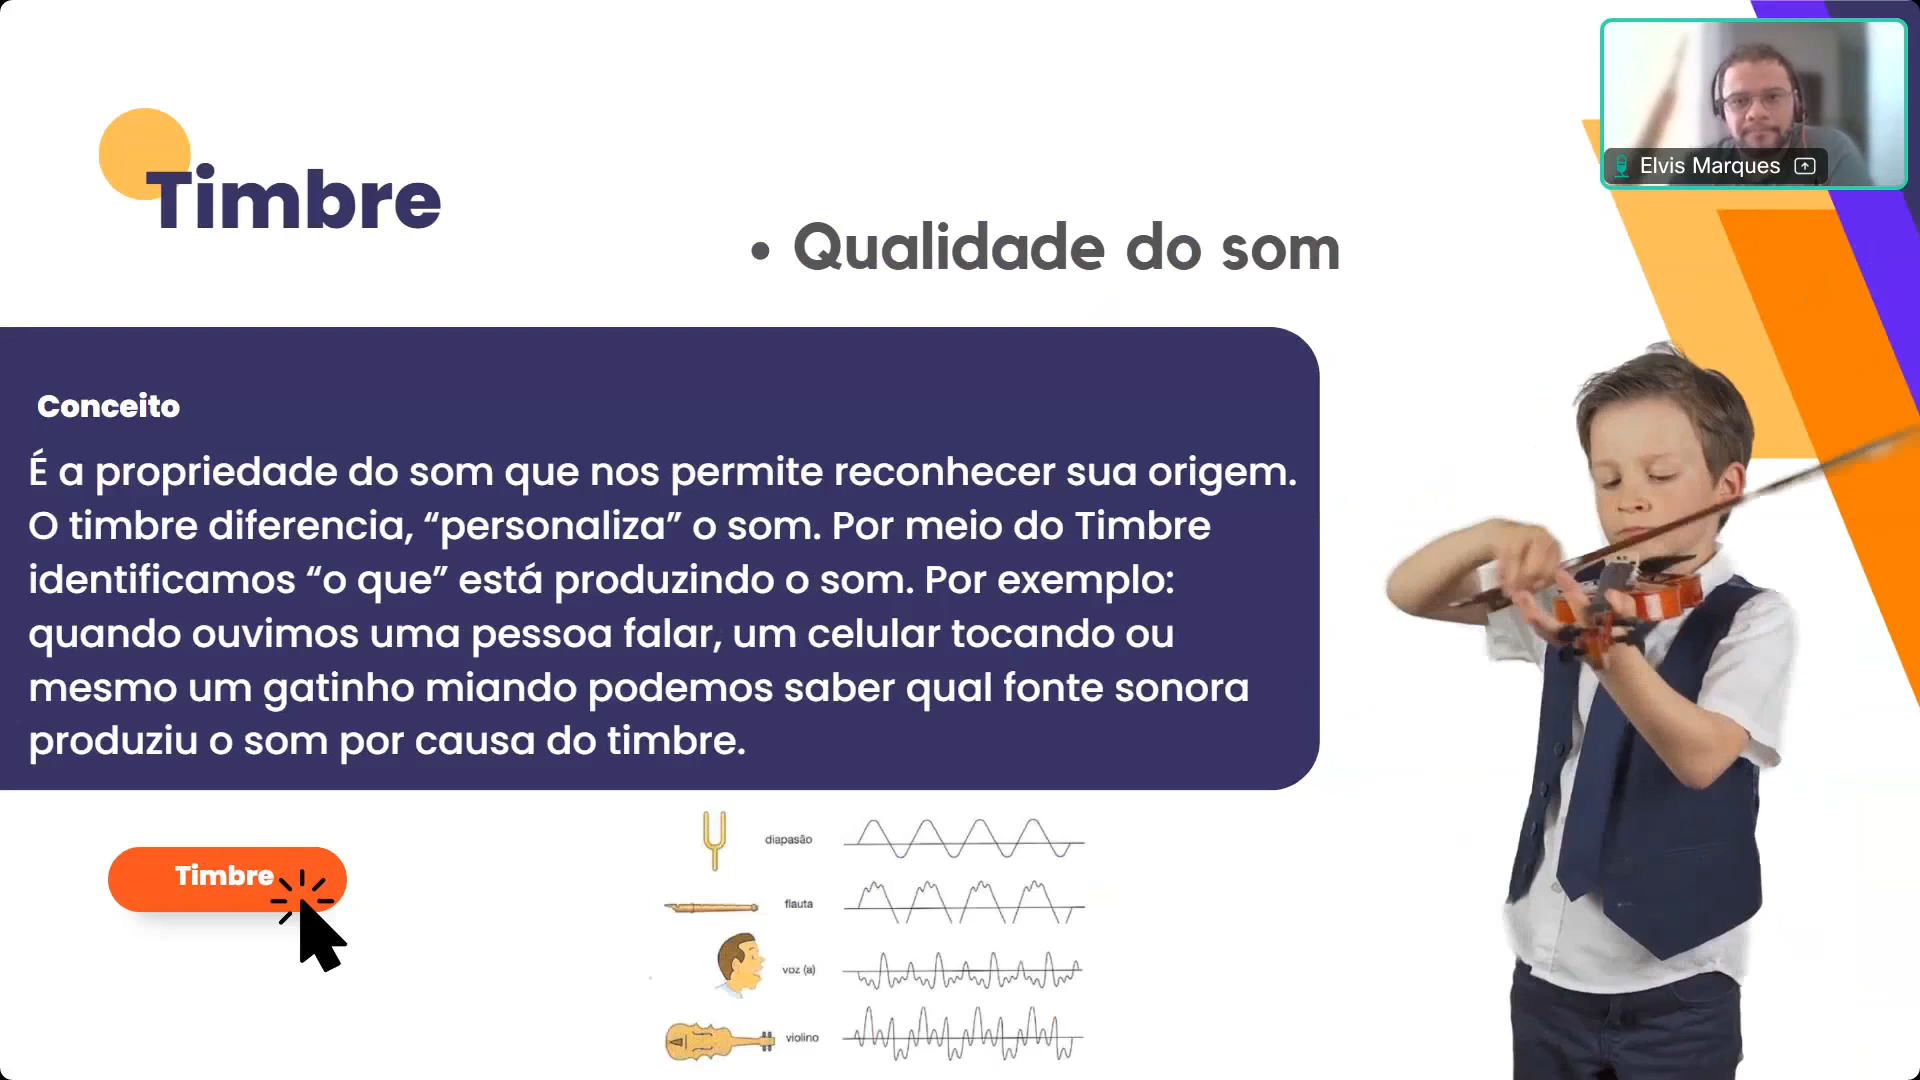 Elvis Marques
Timbre
• Qualidade do som
Conceito
É a propriedade do som que nos permite reconhecer sua origem.
O timbre diferencia, “personaliza” o som. Por meio do Timbre
identificamos “o que” está produzindo o som. Por exemplo:
quando ouvimos uma pessoa falar, um celular tocando ou
mesmo um gatinho miando podemos saber qual fonte sonora
produziu o som por causa do timbre.
Timbre
diapasão
flauta
voz (a)
violino